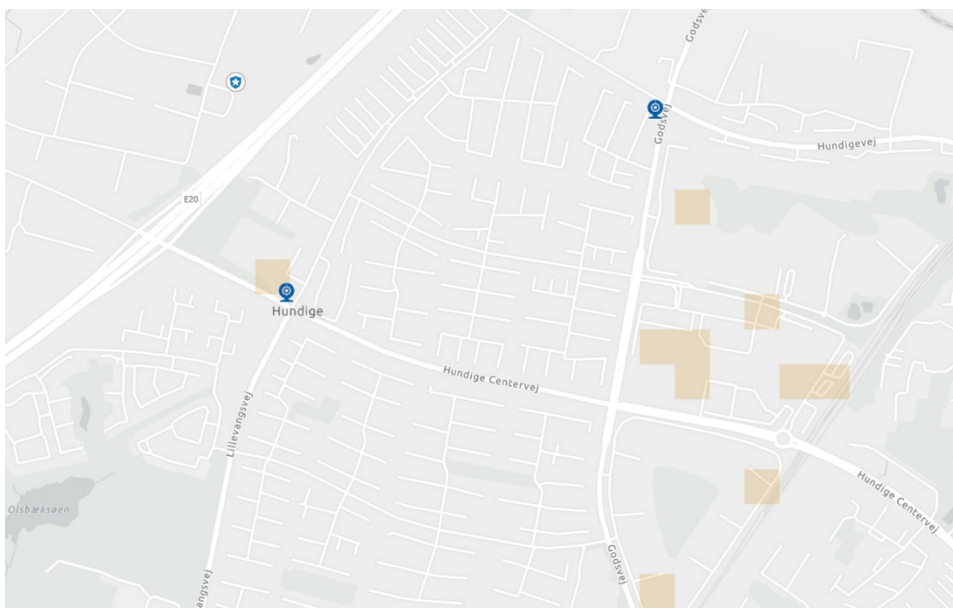 Godsvej
Godsvej
Hundigevej
E20
Hundige
Hundige Centervej
Lillevangsvej
Hundige Centervej
Olsbæksøen
Godsvej